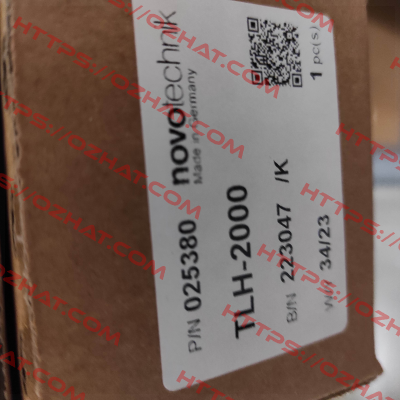 P/N 025380 novotechnik
Made in Germany
TLH-2000
B/N 223047 /K
34/23
1 pc(s)
HTTPS://OZHAT.COM